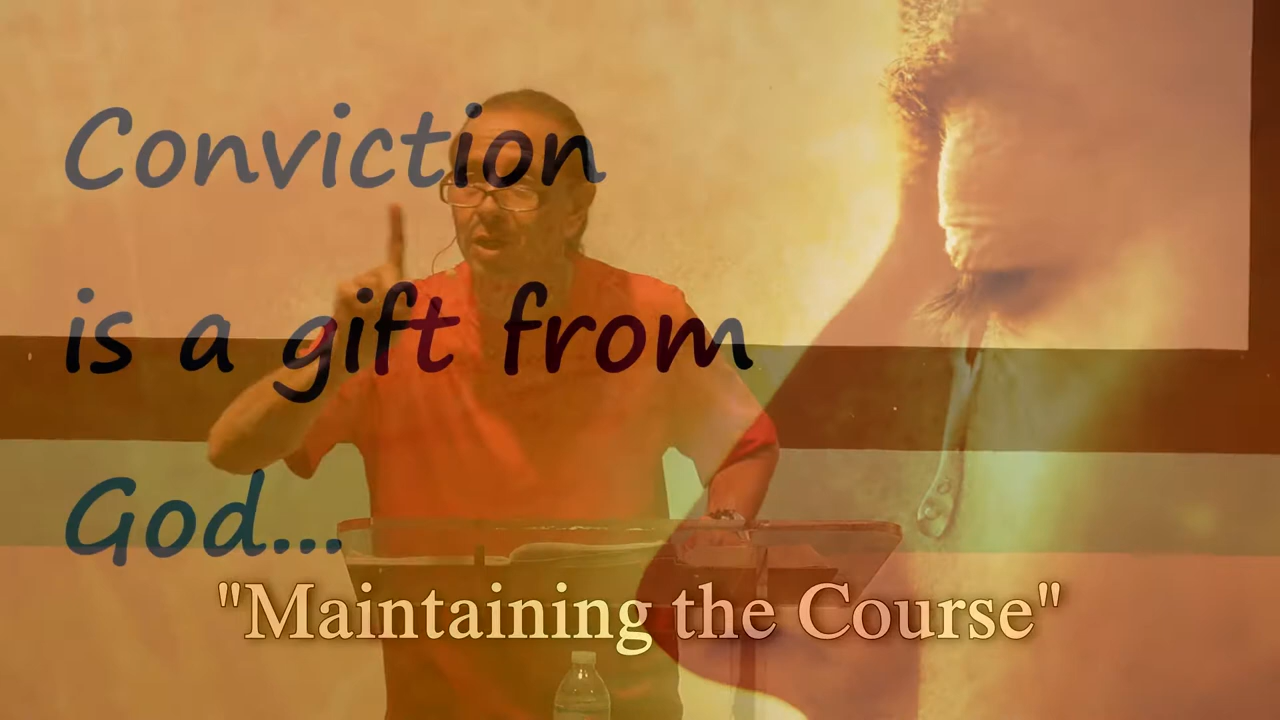 Conviction
is a gift from
God...
"Maintaining the Course"